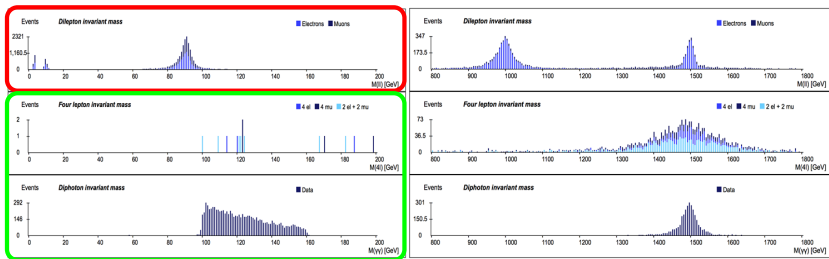 Events Dilepton invariant mass Electrons Muons
2321
1,160.5
0
0 20 40 60 80 100 120 140 160 180 200
M(ll) [GeV]
Events Four lepton invariant mass 4 el 4 mu 2 el + 2 mu
2
1
0
0 20 40 60 80 100 120 140 160 180 200
M(4l) [GeV]
Events Diphoton invariant mass Data
292
146
0
0 20 40 60 80 100 120 140 160 180 200
M(γγ) [GeV]
Events Dilepton invariant mass Electrons Muons
347
173.5
0
800 900 1000 1100 1200 1300 1400 1500 1600 1700 1800
M(ll) [GeV]
Events Four lepton invariant mass 4 el 4 mu 2 el + 2 mu
73
36.5
0
800 900 1000 1100 1200 1300 1400 1500 1600 1700 1800
M(4l) [GeV]
Events Diphoton invariant mass Data
301
150.5
0
800 900 1000 1100 1200 1300 1400 1500 1600 1700 1800
M(γγ) [GeV]